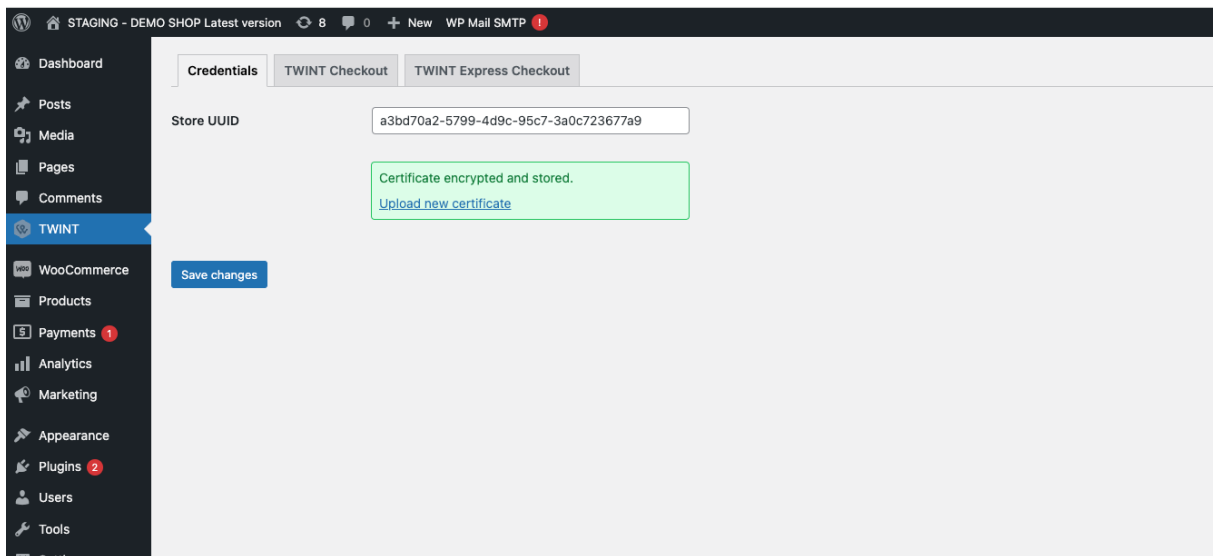 STAGING - DEMO SHOP Latest version 8 0 New WP Mail SMTP !
Dashboard
Posts
Media
Pages
Comments
TWINT
WooCommerce
Products
Payments 1
Analytics
Marketing
Appearance
Plugins 2
Users
Tools
Credentials TWINT Checkout TWINT Express Checkout
Store UUID a3bd70a2-5799-4d9c-95c7-3a0c723677a9
Certificate encrypted and stored.
Upload new certificate
Save changes